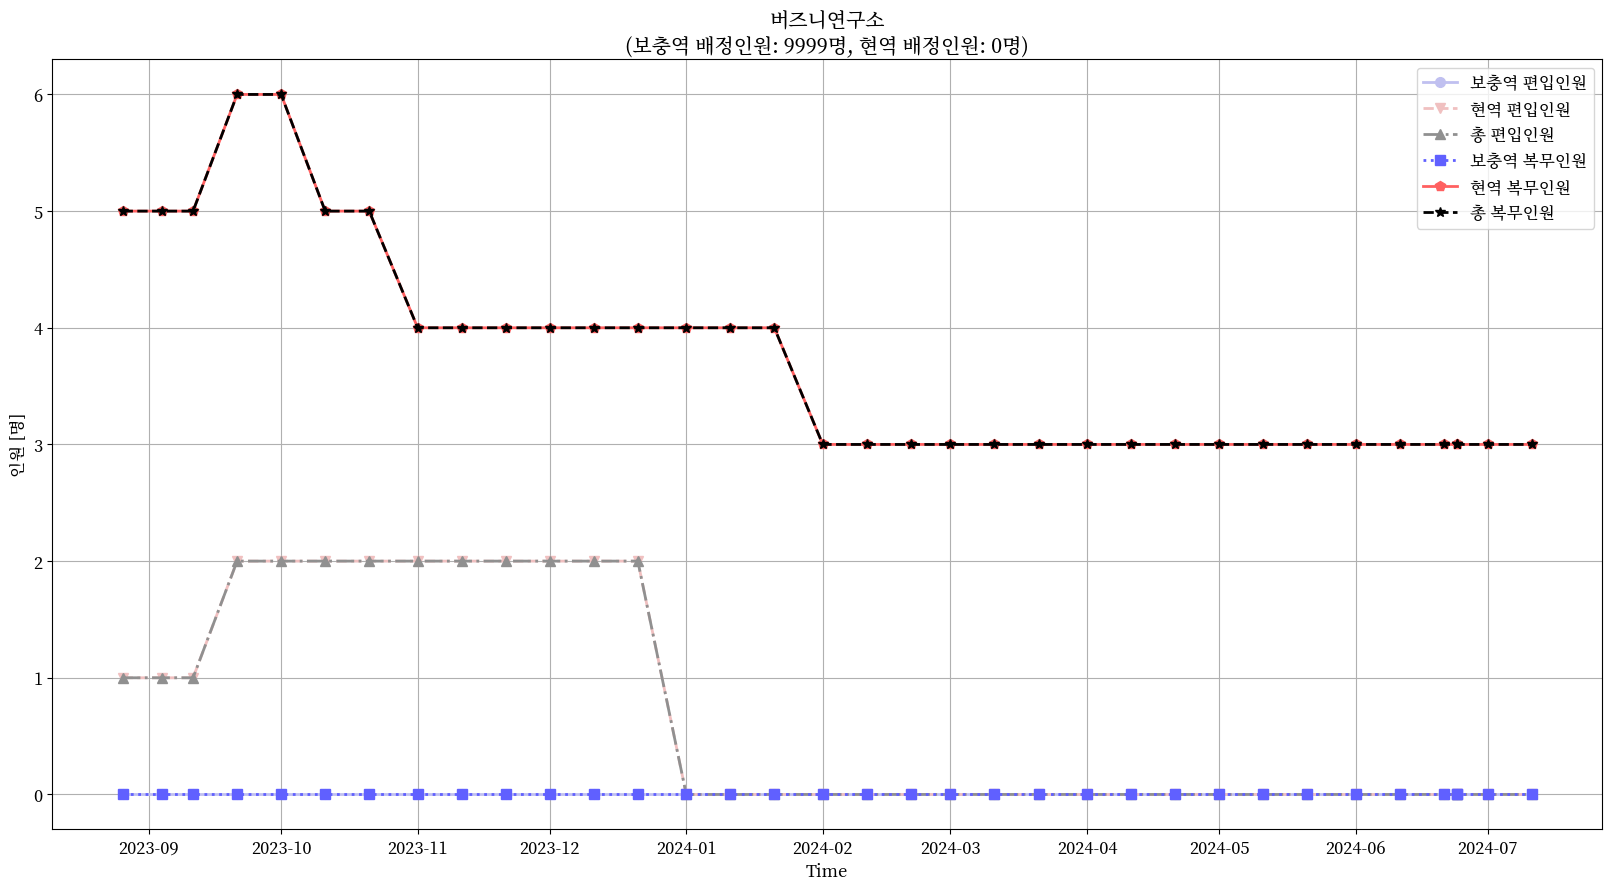 버즈니연구소
(보충역 배정인원: 9999명, 현역 배정인원: 0명)
보충역 편입인원
현역 편입인원
총 편입인원
보충역 복무인원
현역 복무인원
총 복무인원
인원 [명]
6
5
4
3
2
1
0
2023-09 2023-10 2023-11 2023-12 2024-01 2024-02 2024-03 2024-04 2024-05 2024-06 2024-07
Time